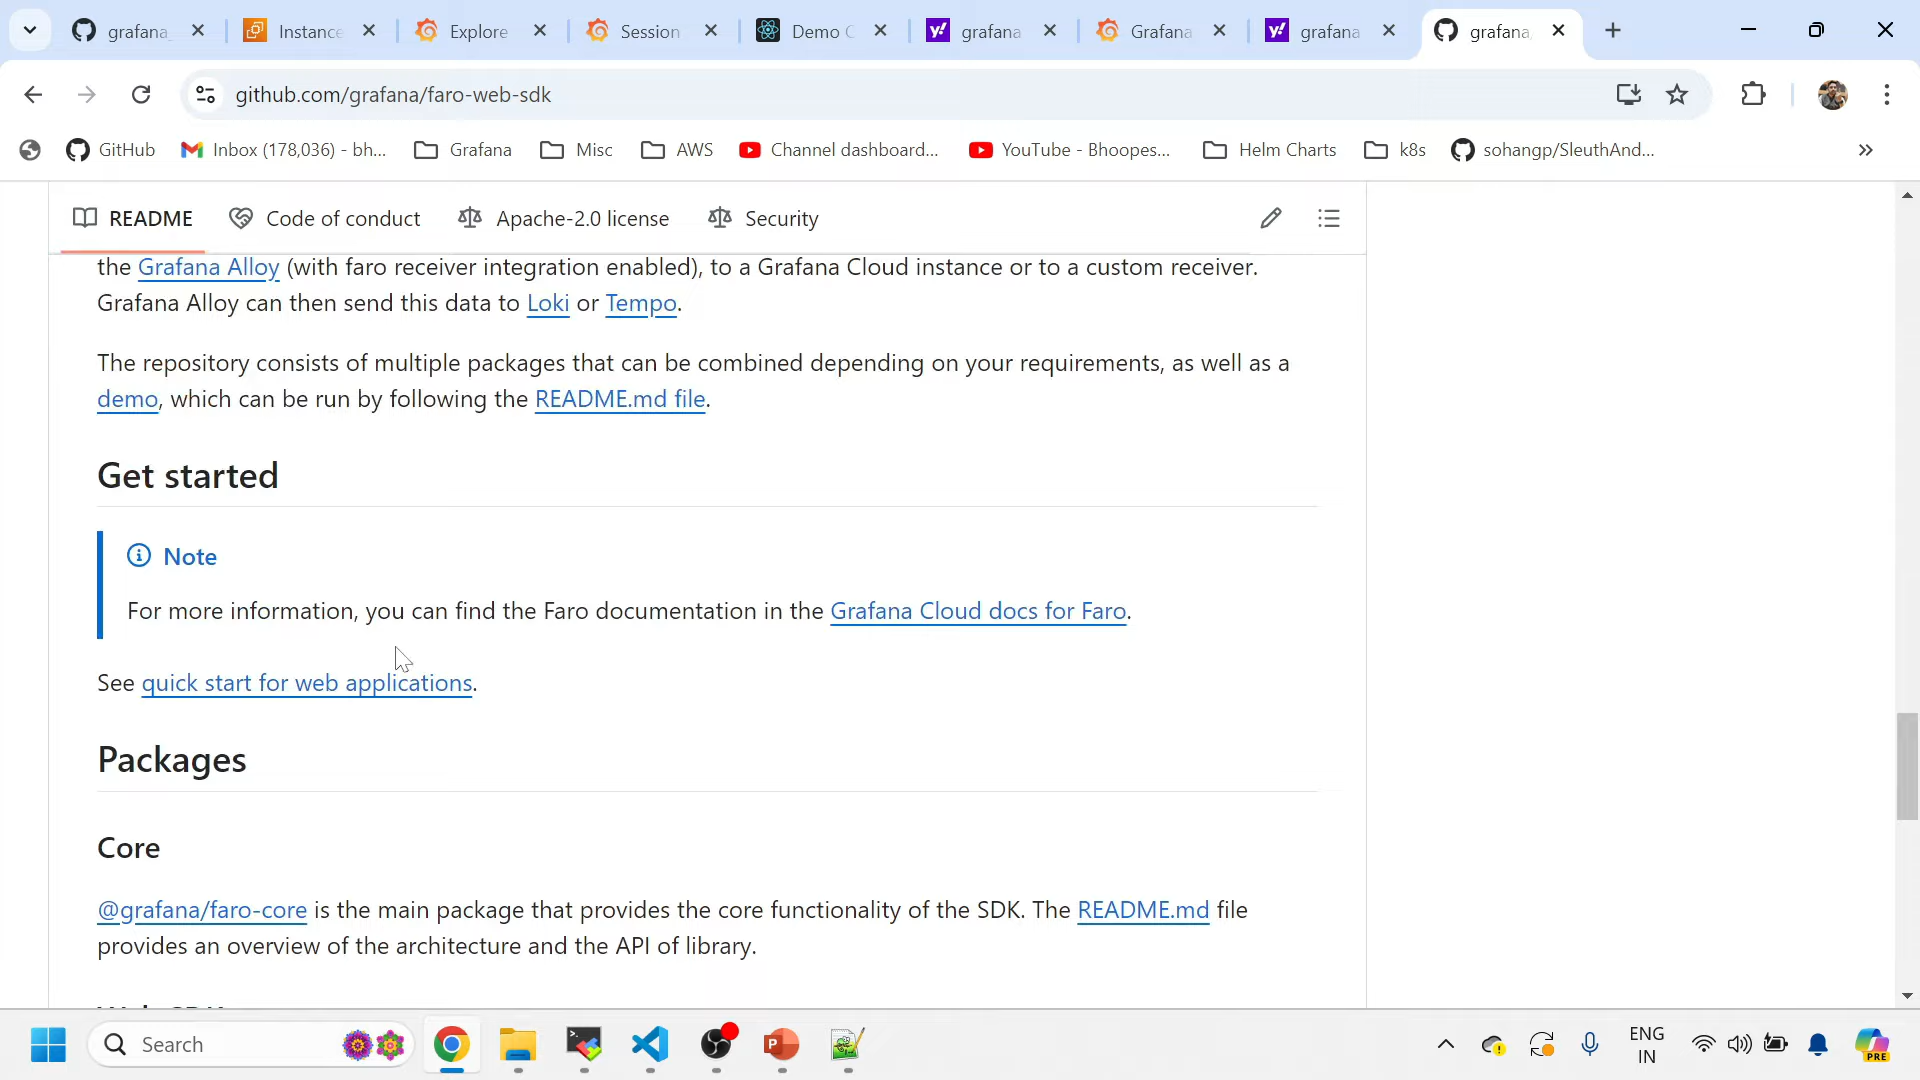 grafana
Instance
Explore
Session
Demo
grafana
Grafana
grafana
grafana
github.com/grafana/faro-web-sdk
GitHub
Inbox (178,036) - bh...
Grafana
Misc
AWS
Channel dashboard...
YouTube - Bhoopes...
Helm Charts
k8s
sohangp/SleuthAnd...
README
Code of conduct
Apache-2.0 license
Security
the Grafana Alloy (with faro receiver integration enabled), to a Grafana Cloud instance or to a custom receiver.
Grafana Alloy can then send this data to Loki or Tempo.
The repository consists of multiple packages that can be combined depending on your requirements, as well as a
demo, which can be run by following the README.md file.
Get started
Note
For more information, you can find the Faro documentation in the Grafana Cloud docs for Faro.
See quick start for web applications.
Packages
Core
@grafana/faro-core is the main package that provides the core functionality of the SDK. The README.md file
provides an overview of the architecture and the API of library.
Search
ENG
IN
PRE